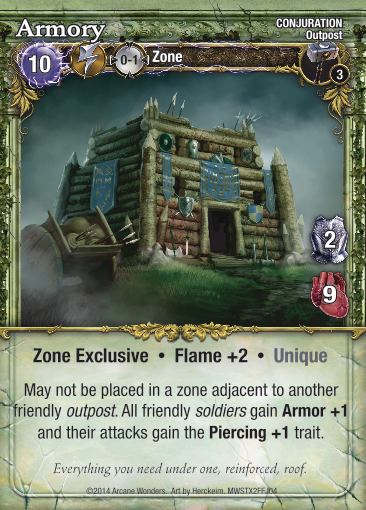 Armory
CONJURATION
Outpost
10
0-1 Zone
3
2
9
Zone Exclusive • Flame +2 • Unique
May not be placed in a zone adjacent to another
friendly outpost. All friendly soldiers gain Armor +1
and their attacks gain the Piercing +1 trait.
Everything you need under one, reinforced, roof.
©2014 Arcane Wonders. Art by Herckeim. MWSTX2FFJ04